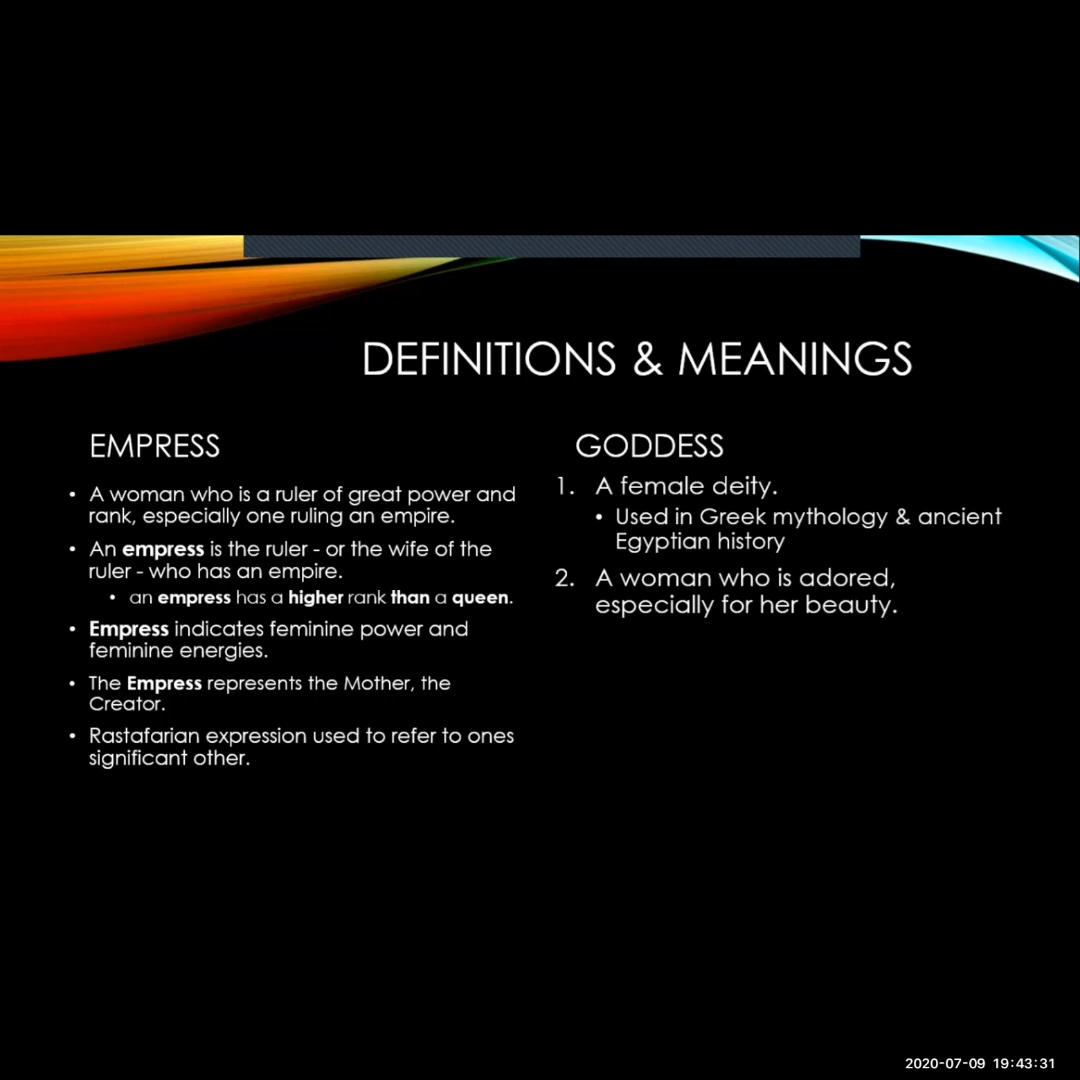 DEFINITIONS & MEANINGS
EMPRESS
• A woman who is a ruler of great power and
rank, especially one ruling an empire.
• An empress is the ruler - or the wife of the
ruler - who has an empire.
• an empress has a higher rank than a queen.
• Empress indicates feminine power and
feminine energies.
• The Empress represents the Mother, the
Creator.
• Rastafarian expression used to refer to ones
significant other.
GODDESS
1. A female deity.
• Used in Greek mythology & ancient
Egyptian history
2. A woman who is adored,
especially for her beauty.
2020-07-09 19:43:31